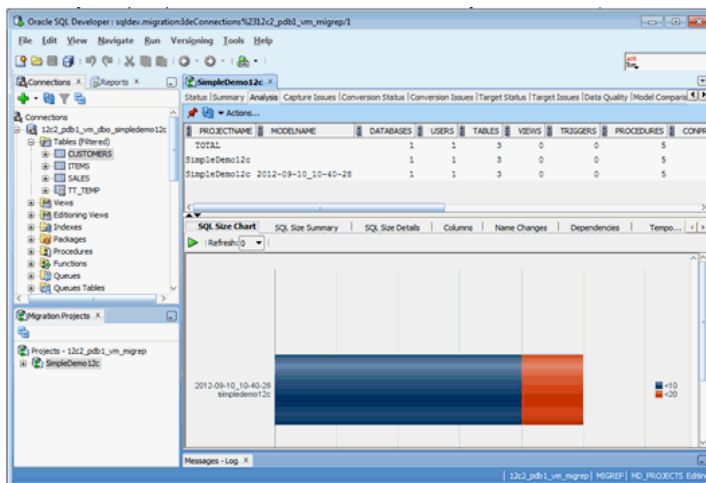 Oracle SQL Developer : sqldev.migration:IdeConnections%2312c2_pdb1_vm_migrep/1
File Edit View Navigate Run Versioning Tools Help
Connections Reports
SimpleDemo12c
Status Summary Analysis Capture Issues Conversion Status Conversion Issues Target Status Target Issues Data Quality Model Comparis
Actions...
Connections
12c2_pdb1_vm_dbo_simpledemo12c
Tables (Filtered)
CUSTOMERS
ITEMS
SALES
TT_TEMP
Views
Editioning Views
Indexes
Packages
Procedures
Functions
Queues
Queues Tables
PROJECTNAME MODELNAME DATABASES USERS TABLES VIEWS TRIGGERS PROCEDURES CONPR
TOTAL 1 1 3 0 0 5
SimpleDemo12c 1 1 3 0 0 5
SimpleDemo12c 2012-09-10_10-40-28 1 1 3 0 0 5
SQL Size Chart SQL Size Summary SQL Size Details Columns Name Changes Dependencies Tempo...
Refresh: 0
Migration Projects
Projects - 12c2_pdb1_vm_migrep
SimpleDemo12c
2012-09-10_10-40-28
simpledemo12c
<10
<20
Messages - Log
12c2_pdb1_vm_migrep MIGREP MD_PROJECTS Editin